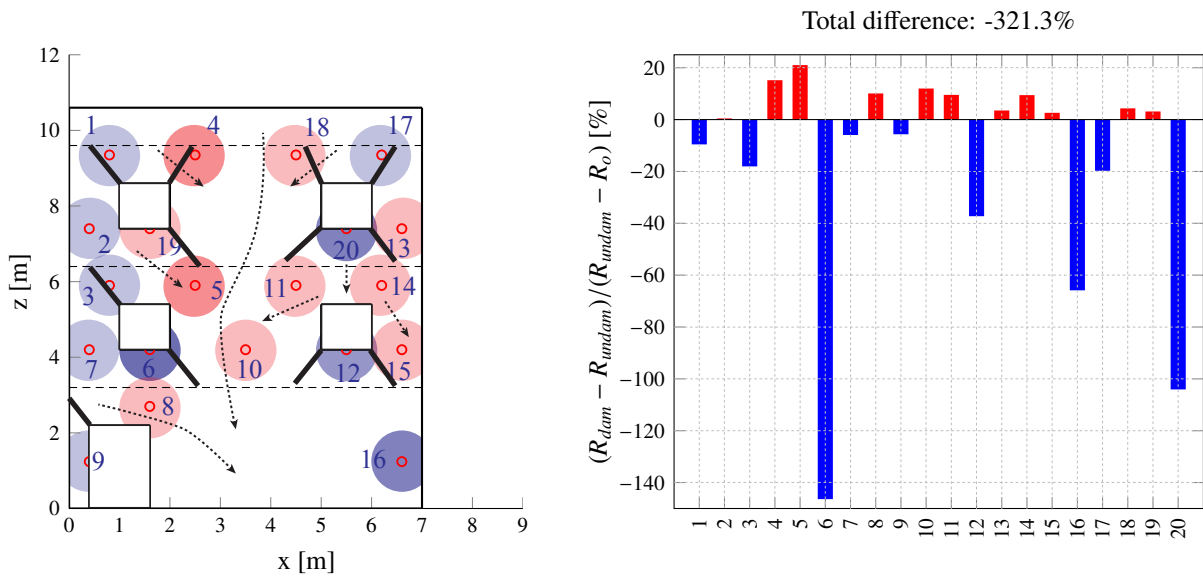 Total difference: -321.3%
12
10
8
6
4
2
0
z [m]
1 4 18 17
2 19 20 13
3 5 11 14
7 6 10 12 15
8
9 16
0 1 2 3 4 5 6 7 8 9
x [m]
(R_dam − R_undam)/(R_undam − R_o) [%]
20
0
−20
−40
−60
−80
−100
−120
−140
1 2 3 4 5 6 7 8 9 10 11 12 13 14 15 16 17 18 19 20